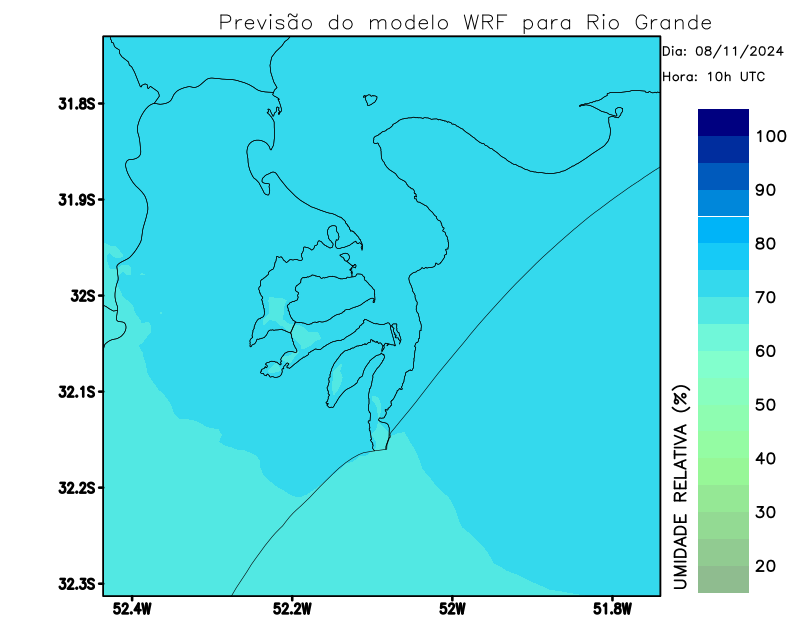 Previsão do modelo WRF para Rio Grande
Dia: 08/11/2024
Hora: 10h UTC
31.8S
31.9S
32S
32.1S
32.2S
32.3S
52.4W
52.2W
52W
51.8W
100
90
80
70
60
50
40
30
20
UMIDADE RELATIVA (%)